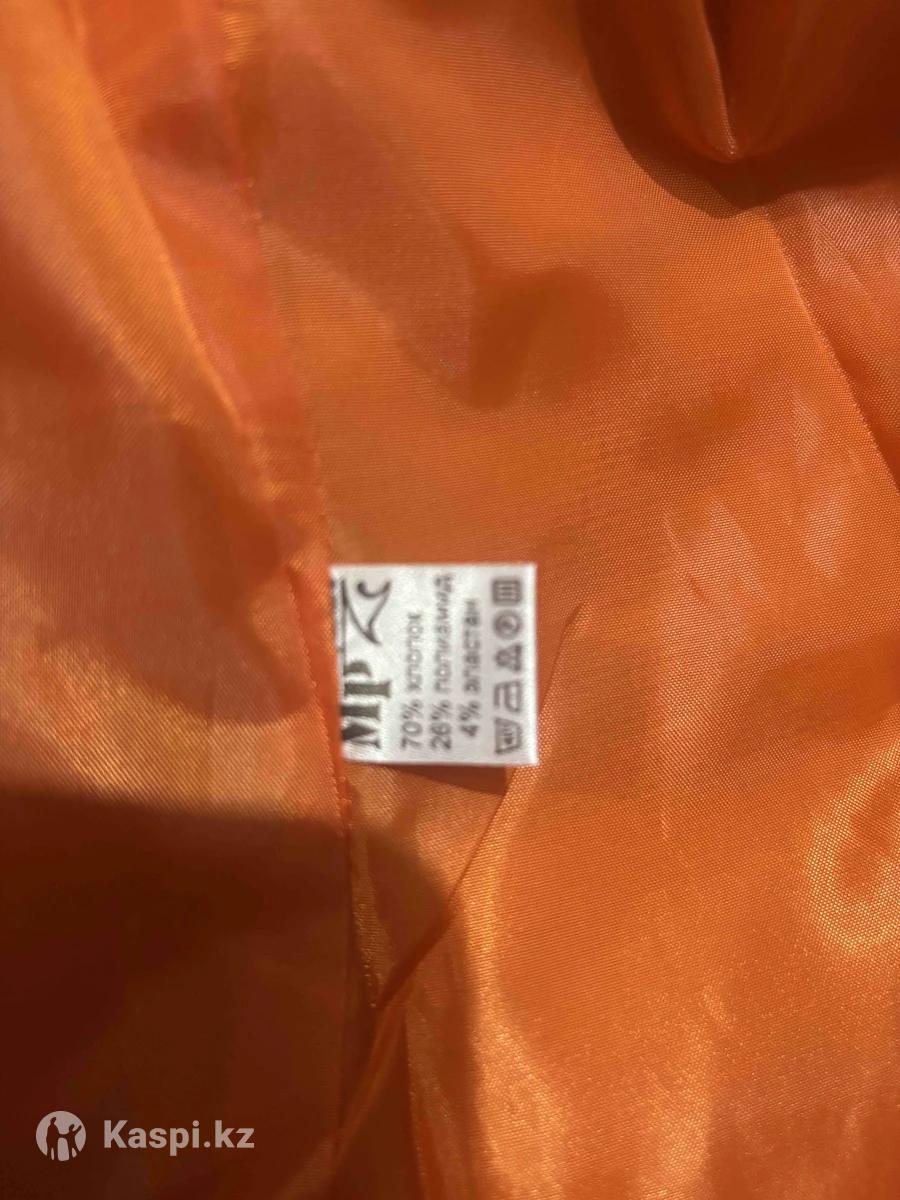 Мр
70% хлопок
26% полиамид
4% эластан
Kaspi.kz